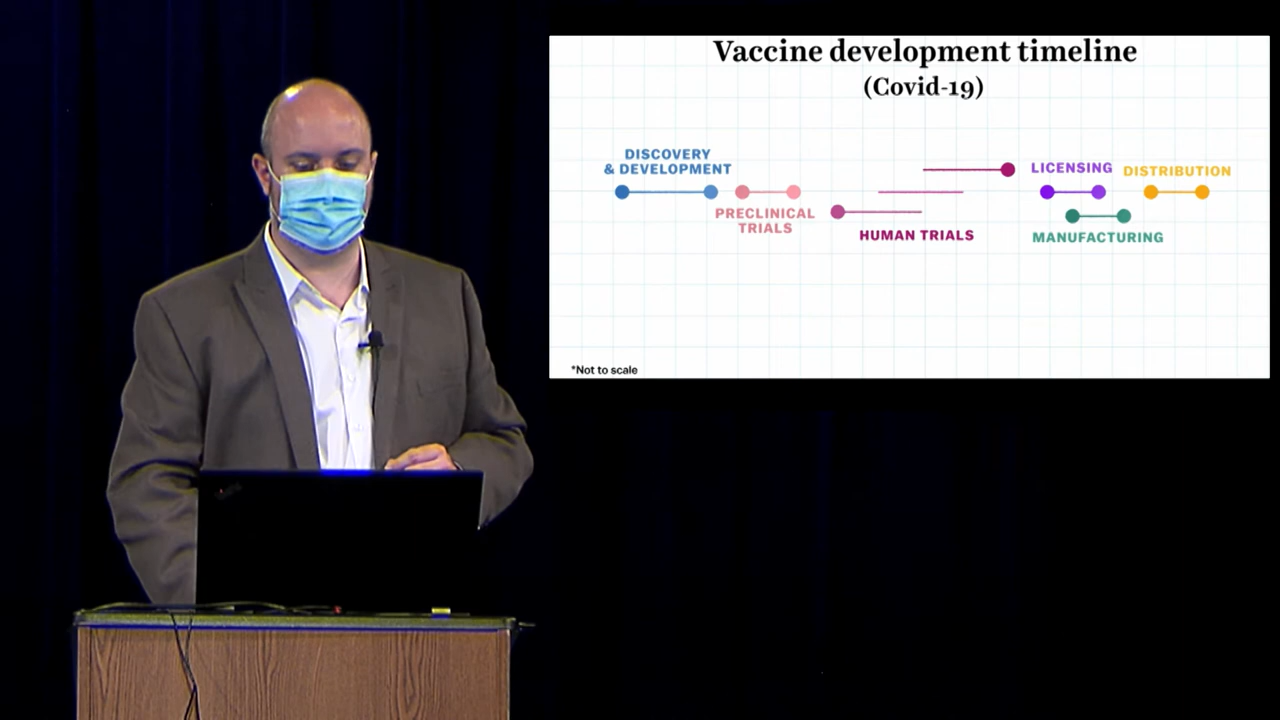 Vaccine development timeline
(Covid-19)
DISCOVERY
& DEVELOPMENT
PRECLINICAL
TRIALS
HUMAN TRIALS
LICENSING
MANUFACTURING
DISTRIBUTION
*Not to scale